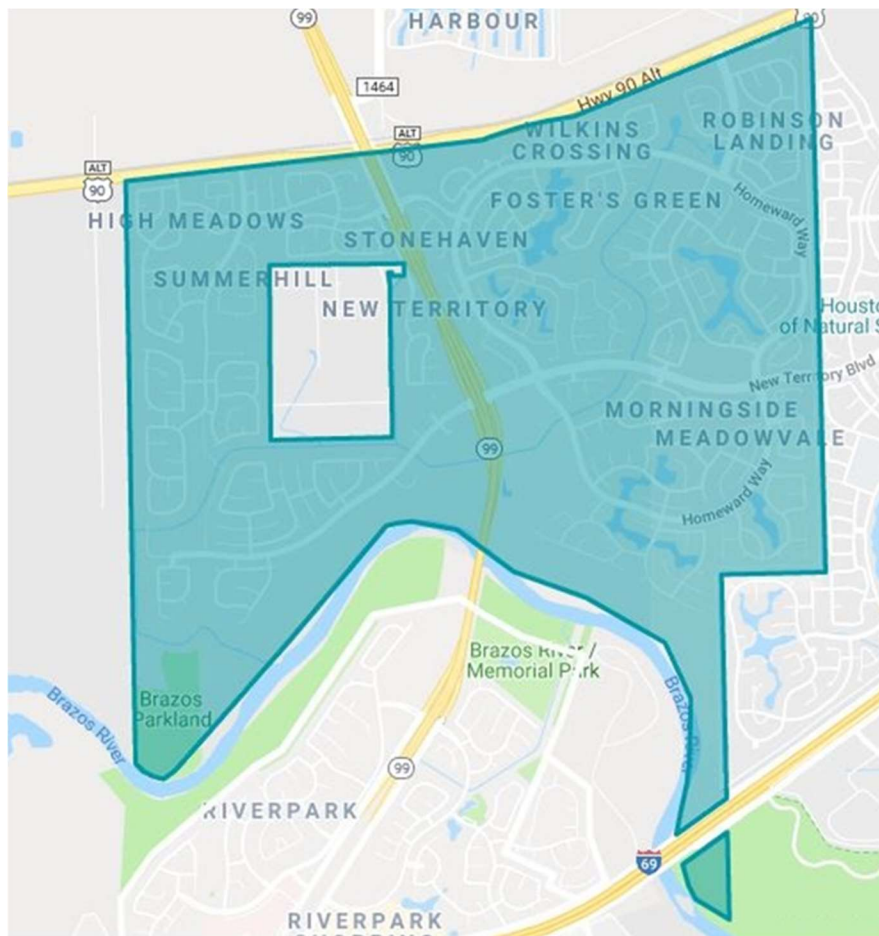 99
HARBOUR
90
1464
Hwy 90 Alt
ALT
90
ALT
90
WILKINS
CROSSING
ROBINSON
LANDING
HIGH MEADOWS
FOSTER'S GREEN
Homeward
Way
STONEHAVEN
SUMMERHILL
NEW TERRITORY
Housto
of Natural S
New Territory Blvd
MORNINGSIDE
MEADOWVALE
99
Homeward Way
Brazos River /
Memorial Park
Brazos River
Brazos
Parkland
Brazos River
99
RIVERPARK
69
RIVERPARK
SHOPPING